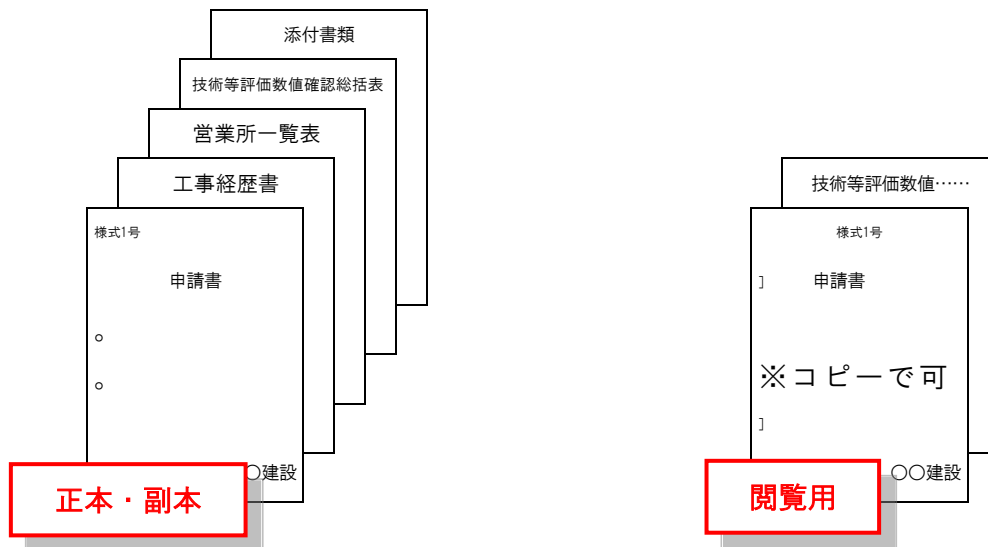 添付書類
技術等評価数値確認総括表
営業所一覧表
工事経歴書
様式1号
申請書
○
○
○建設
正本・副本
技術等評価数値……
様式1号
］ 申請書
※コピーで可
］
○○建設
閲覧用